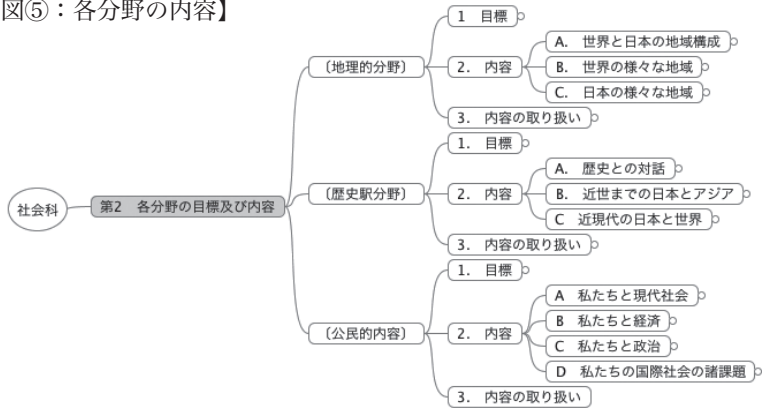 図⑤：各分野の内容】
社会科
第2 各分野の目標及び内容
〔地理的分野〕
1 目標
2. 内容
A. 世界と日本の地域構成
B. 世界の様々な地域
C. 日本の様々な地域
3. 内容の取り扱い
〔歴史駅分野〕
1. 目標
2. 内容
A. 歴史との対話
B. 近世までの日本とアジア
C 近現代の日本と世界
3. 内容の取り扱い
〔公民的内容〕
1. 目標
2. 内容
A 私たちと現代社会
B 私たちと経済
C 私たちと政治
D 私たちの国際社会の諸課題
3. 内容の取り扱い